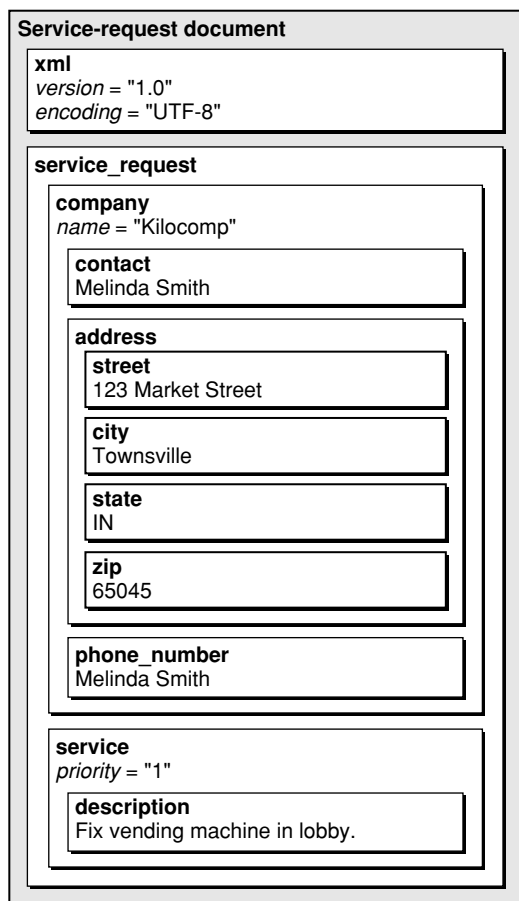 Service-request document
xml
version = "1.0"
encoding = "UTF-8"
service_request
company
name = "Kilocomp"
contact
Melinda Smith
address
street
123 Market Street
city
Townsville
state
IN
zip
65045
phone_number
Melinda Smith
service
priority = "1"
description
Fix vending machine in lobby.